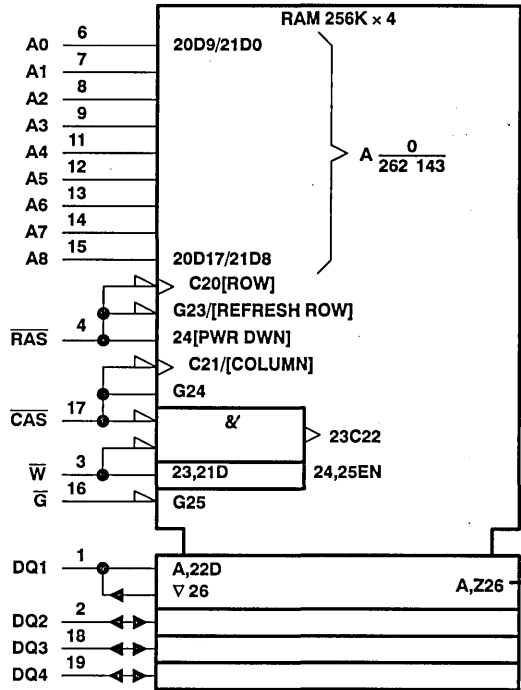 RAM 256K × 4
A0 6 20D9/21D0
A1 7
A2 8
A3 9
A4 11
A5 12
A6 13
A7 14
A8 15 20D17/21D8
A 0
262 143
C20[ROW]
G23/[REFRESH ROW]
RAS 4 24[PWR DWN]
C21/[COLUMN]
G24
CAS 17 & 23C22
W 3 23,21D 24,25EN
G 16 G25
DQ1 1 A,22D
∇ 26 A,Z26
DQ2 2
DQ3 18
DQ4 19